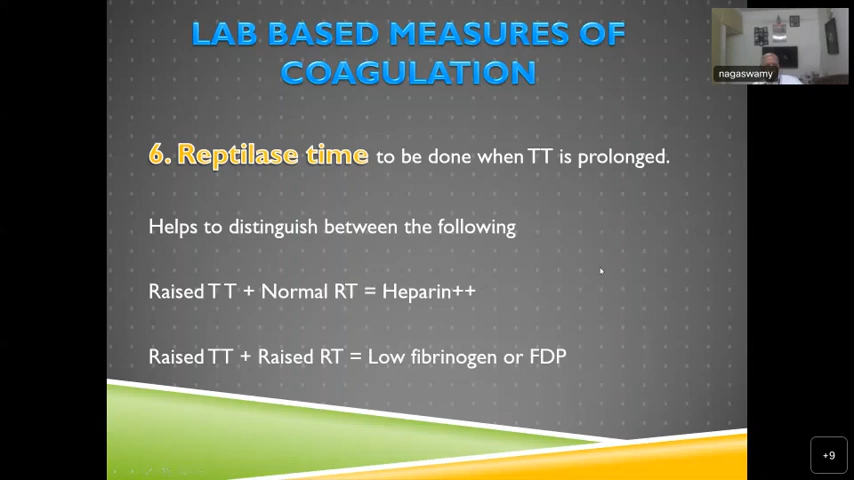 LAB BASED MEASURES OF
COAGULATION
nagaswamy
6. Reptilase time to be done when TT is prolonged.
Helps to distinguish between the following
Raised T T + Normal RT = Heparin++
Raised TT + Raised RT = Low fibrinogen or FDP
+9